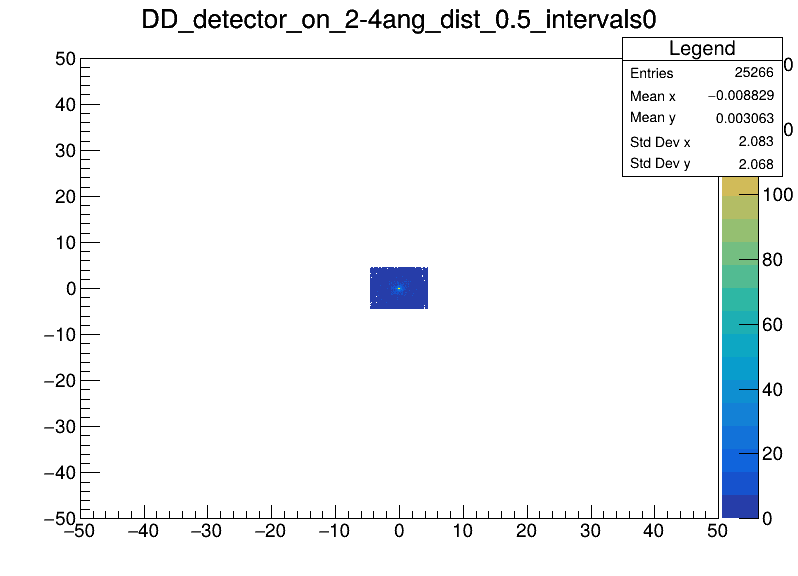 DD_detector_on_2-4ang_dist_0.5_intervals0
Legend
Entries 25266
Mean x −0.008829
Mean y 0.003063
Std Dev x 2.083
Std Dev y 2.068
50
40
30
20
10
0
−10
−20
−30
−40
−50
−50 −40 −30 −20 −10 0 10 20 30 40 50
0
0
100
80
60
40
20
0